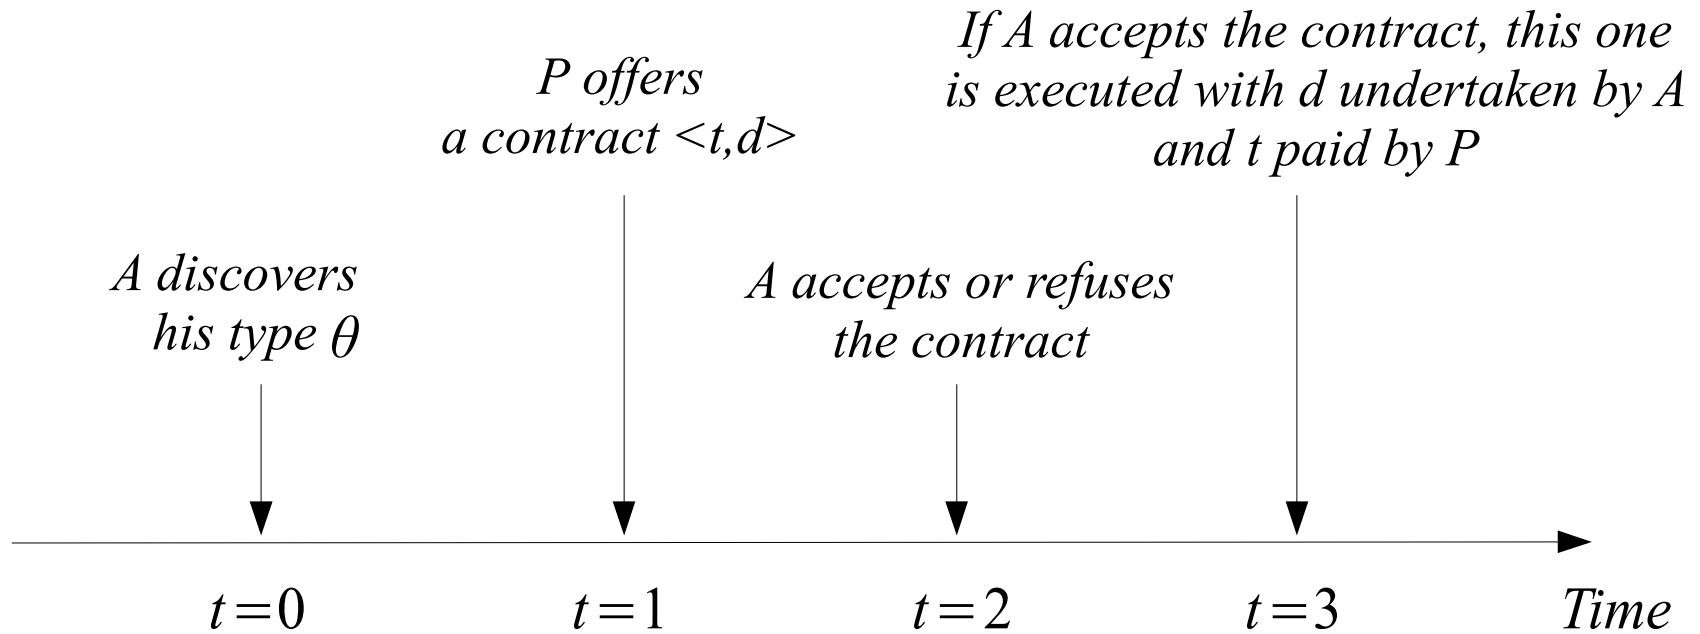 A discovers
his type θ
P offers
a contract <t,d>
A accepts or refuses
the contract
If A accepts the contract, this one
is executed with d undertaken by A
and t paid by P
t=0
t=1
t=2
t=3
Time